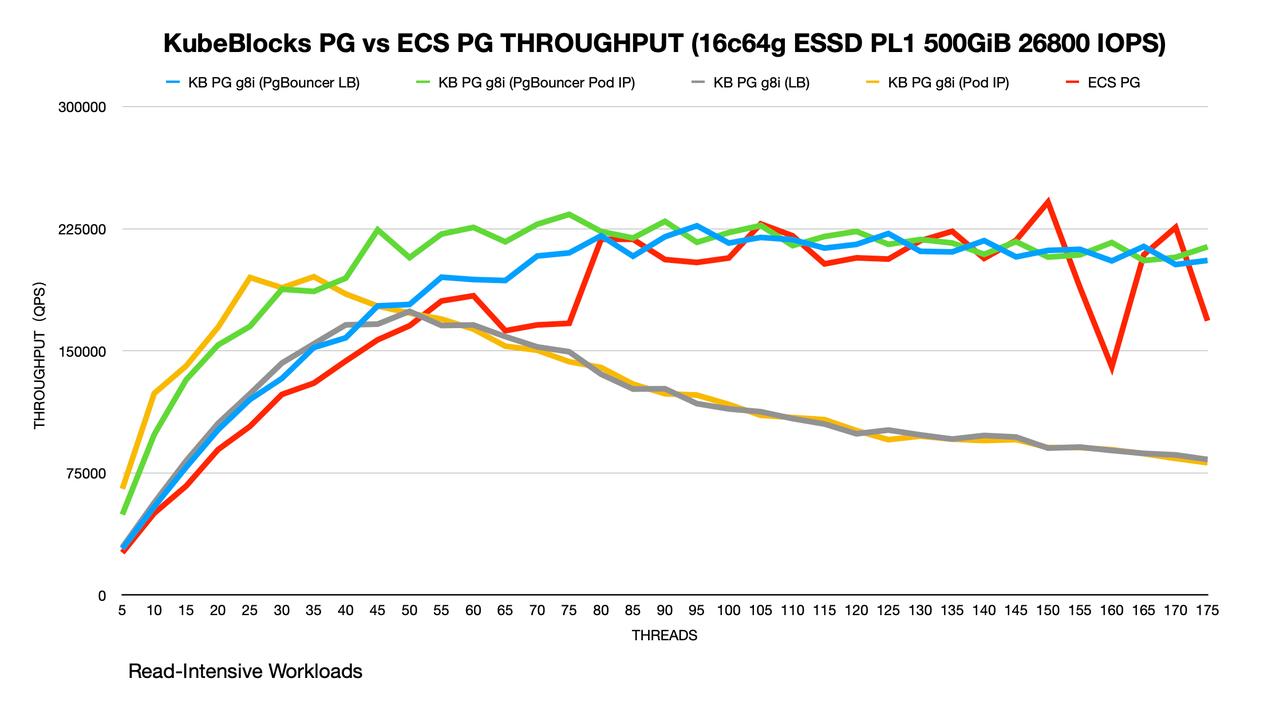 KubeBlocks PG vs ECS PG THROUGHPUT (16c64g ESSD PL1 500GiB 26800 IOPS)
KB PG g8i (PgBouncer LB) KB PG g8i (PgBouncer Pod IP) KB PG g8i (LB) KB PG g8i (Pod IP) ECS PG
300000
225000
150000
75000
0
THROUGHPUT (QPS)
5 10 15 20 25 30 35 40 45 50 55 60 65 70 75 80 85 90 95 100 105 110 115 120 125 130 135 140 145 150 155 160 165 170 175
THREADS
Read-Intensive Workloads